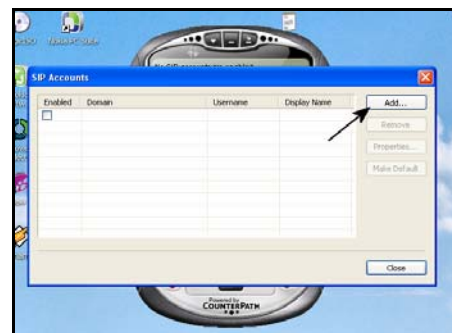 SIP Accounts
Enabled Domain Username Display Name
Add...
Remove
Properties...
Make Default
Close
Powered by
COUNTERPATH